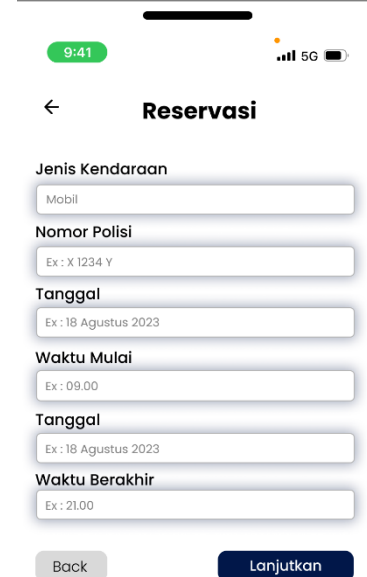 9:41
5G
Reservasi
Jenis Kendaraan
Mobil
Nomor Polisi
Ex : X 1234 Y
Tanggal
Ex : 18 Agustus 2023
Waktu Mulai
Ex : 09.00
Tanggal
Ex : 18 Agustus 2023
Waktu Berakhir
Ex : 21.00
Back
Lanjutkan